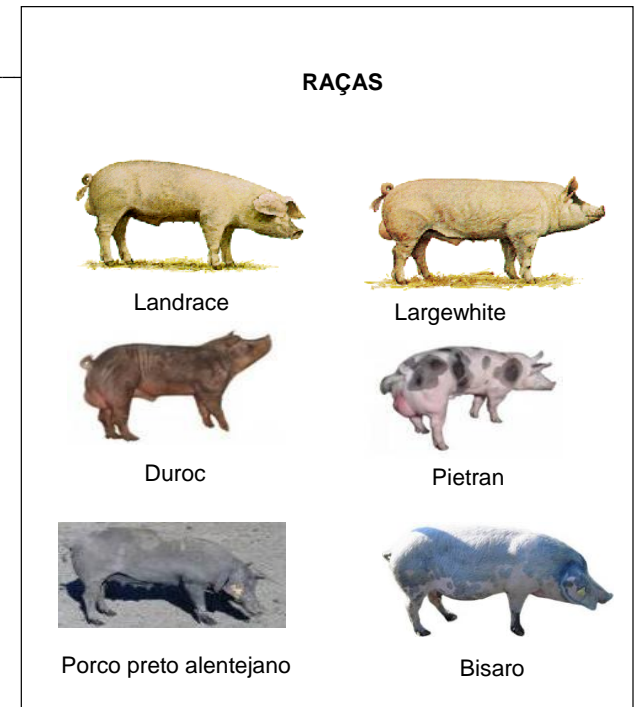 RAÇAS
Landrace
Largewhite
Duroc
Pietran
Porco preto alentejano
Bisaro